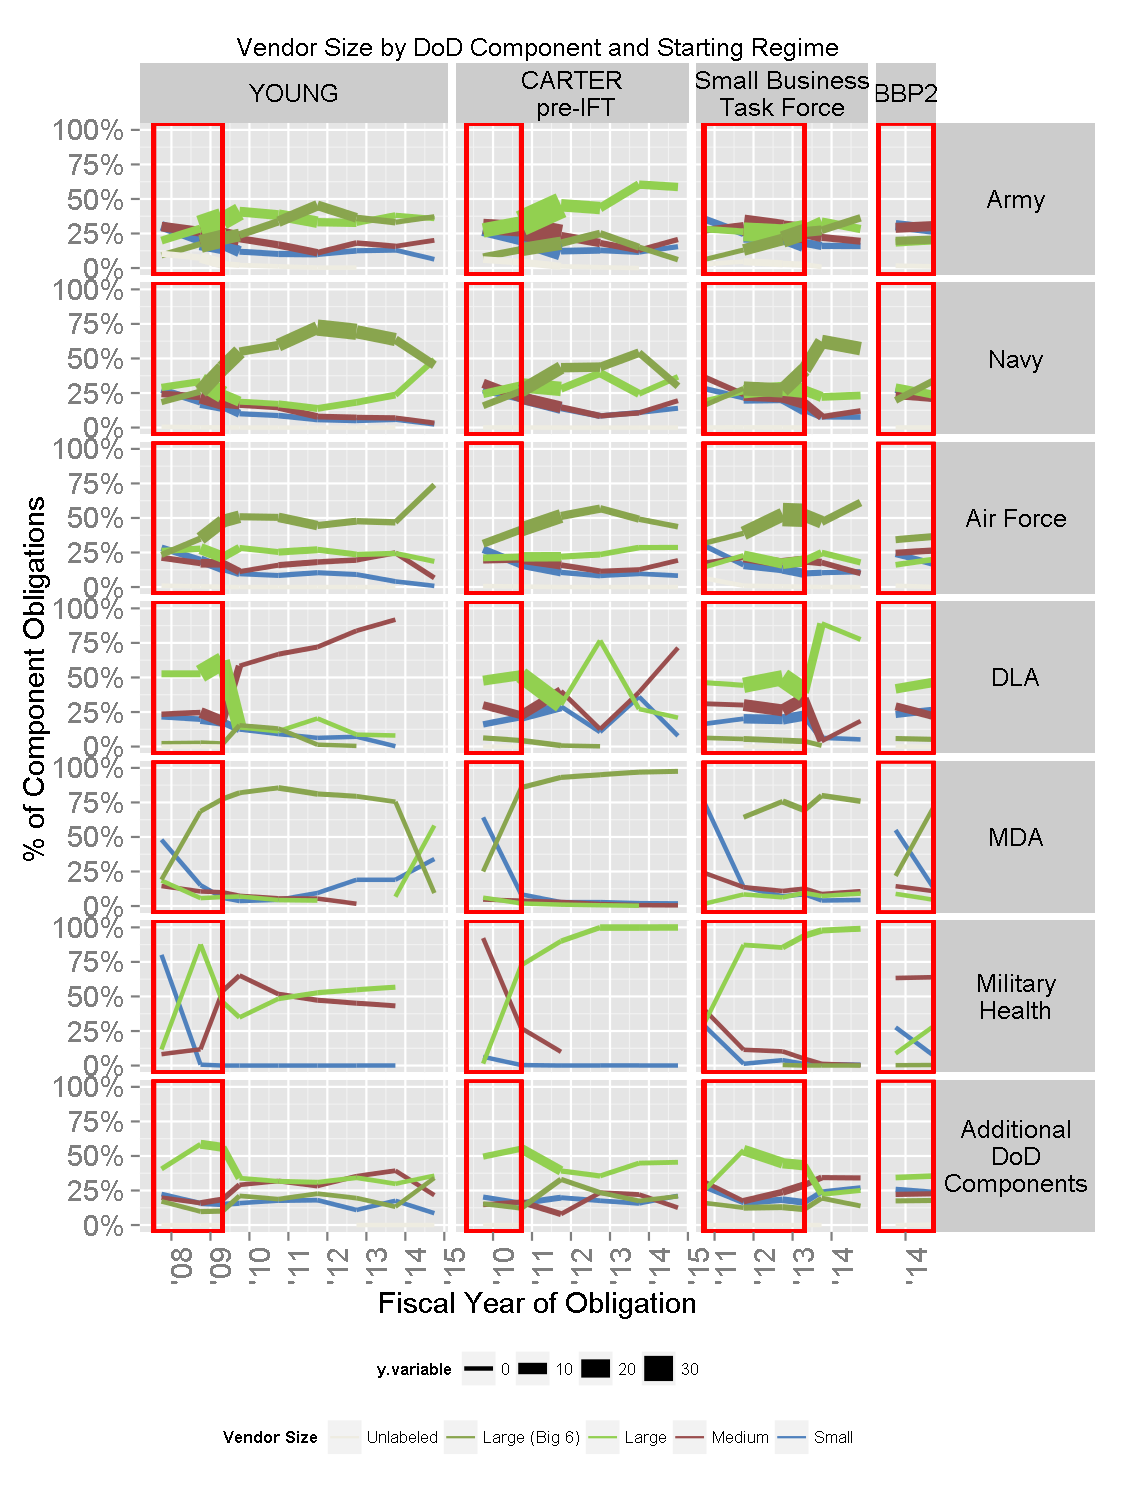 Vendor Size by DoD Component and Starting Regime
YOUNG
CARTER
pre-IFT
Small Business
Task Force
BBP2
% of Component Obligations
100%
75%
50%
25%
0%
Army
100%
75%
50%
25%
0%
Navy
100%
75%
50%
25%
0%
Air Force
100%
75%
50%
25%
0%
DLA
100%
75%
50%
25%
0%
MDA
100%
75%
50%
25%
0%
Military
Health
100%
75%
50%
25%
0%
Additional
DoD
Components
'08 '09 '10 '11 '12 '13 '14 '15 '10 '11 '12 '13 '14 '15 '11 '12 '13 '14 '14
Fiscal Year of Obligation
y.variable 0 10 20 30
Vendor Size Unlabeled Large (Big 6) Large Medium Small